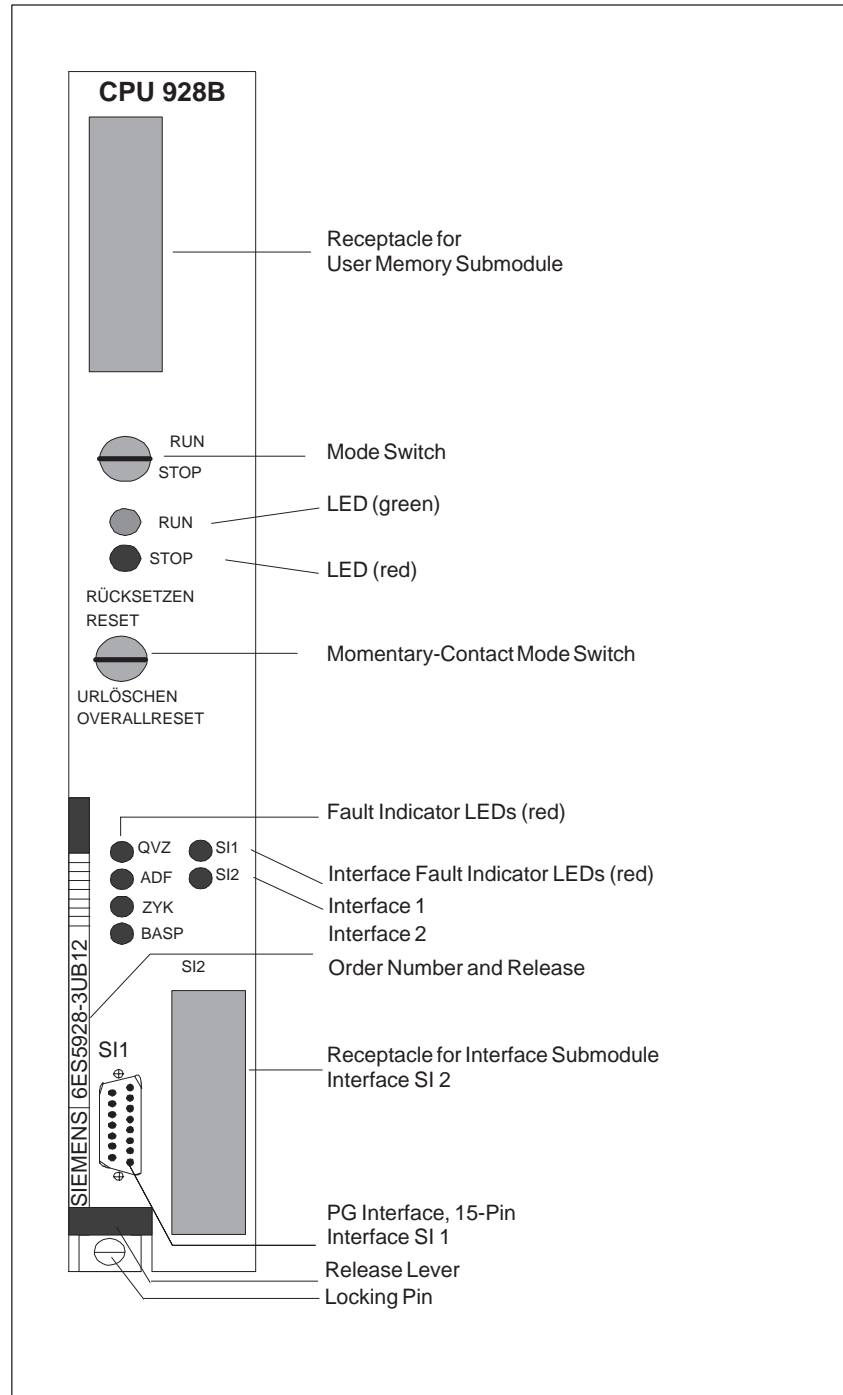 CPU 928B
Receptacle for
User Memory Submodule
RUN
STOP
Mode Switch
LED (green)
RUN
STOP
LED (red)
RÜCKSETZEN
RESET
Momentary-Contact Mode Switch
URLÖSCHEN
OVERALLRESET
Fault Indicator LEDs (red)
QVZ
SI1
ADF
SI2
Interface Fault Indicator LEDs (red)
ZYK
Interface 1
BASP
Interface 2
SI2
Order Number and Release
SIEMENS 6ES5928-3UB12
SI1
Receptacle for Interface Submodule
Interface SI 2
PG Interface, 15-Pin
Interface SI 1
Release Lever
Locking Pin